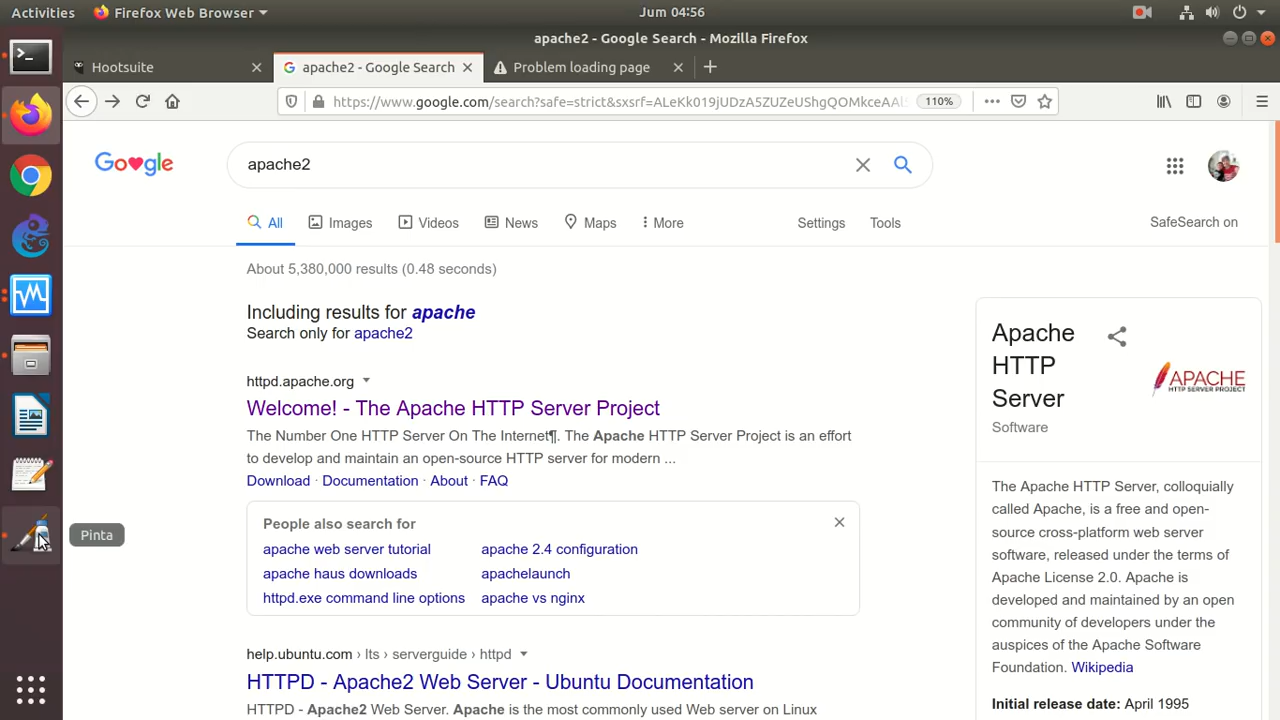 Activities
Firefox Web Browser
Jum 04:56
apache2 - Google Search - Mozilla Firefox
Hootsuite
apache2 - Google Search
Problem loading page
https://www.google.com/search?safe=strict&sxsrf=ALeKk019jUDzA5ZUZeUShgQOMkceAAlS
110%
Google
apache2
All
Images
Videos
News
Maps
More
Settings
Tools
SafeSearch on
About 5,380,000 results (0.48 seconds)
Including results for apache
Search only for apache2
httpd.apache.org
Welcome! - The Apache HTTP Server Project
The Number One HTTP Server On The Internet¶. The Apache HTTP Server Project is an effort
to develop and maintain an open-source HTTP server for modern ...
Download · Documentation · About · FAQ
People also search for
apache web server tutorial
apache 2.4 configuration
apache haus downloads
apachelaunch
httpd.exe command line options
apache vs nginx
help.ubuntu.com › lts › serverguide › httpd
HTTPD - Apache2 Web Server - Ubuntu Documentation
HTTPD - Apache2 Web Server. Apache is the most commonly used Web server on Linux
Apache
HTTP
Server
Software
APACHE
HTTP SERVER PROJECT
The Apache HTTP Server, colloquially
called Apache, is a free and open-
source cross-platform web server
software, released under the terms of
Apache License 2.0. Apache is
developed and maintained by an open
community of developers under the
auspices of the Apache Software
Foundation. Wikipedia
Initial release date: April 1995
Pinta